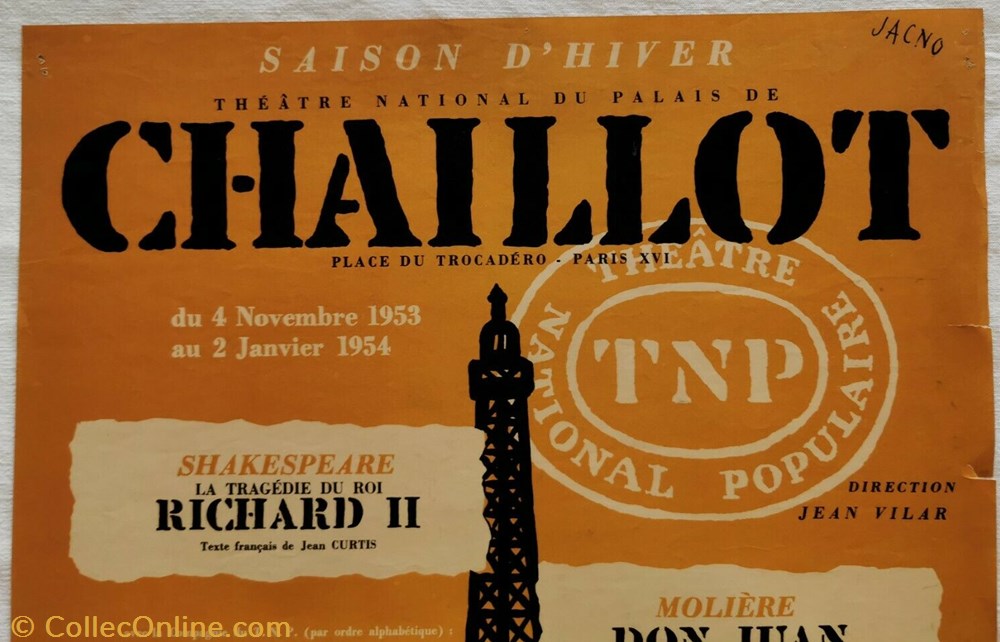 JACNO
SAISON D'HIVER
THÉÂTRE NATIONAL DU PALAIS DE
CHAILLOT
PLACE DU TROCADÉRO - PARIS XVI
THÉÂTRE
NATIONAL POPULAIRE
TNP
du 4 Novembre 1953
au 2 Janvier 1954
DIRECTION
JEAN VILAR
SHAKESPEARE
LA TRAGÉDIE DU ROI
RICHARD II
Texte français de Jean CURTIS
MOLIÈRE
DON JUAN
(par ordre alphabétique) :
© CollecOnline.com